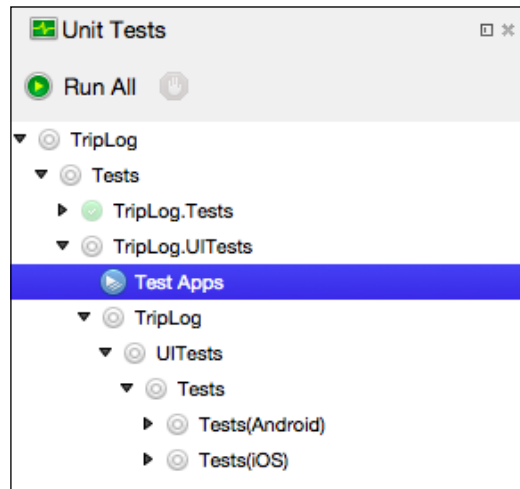 Unit Tests
Run All
TripLog
Tests
TripLog.Tests
TripLog.UITests
Test Apps
TripLog
UITests
Tests
Tests(Android)
Tests(iOS)